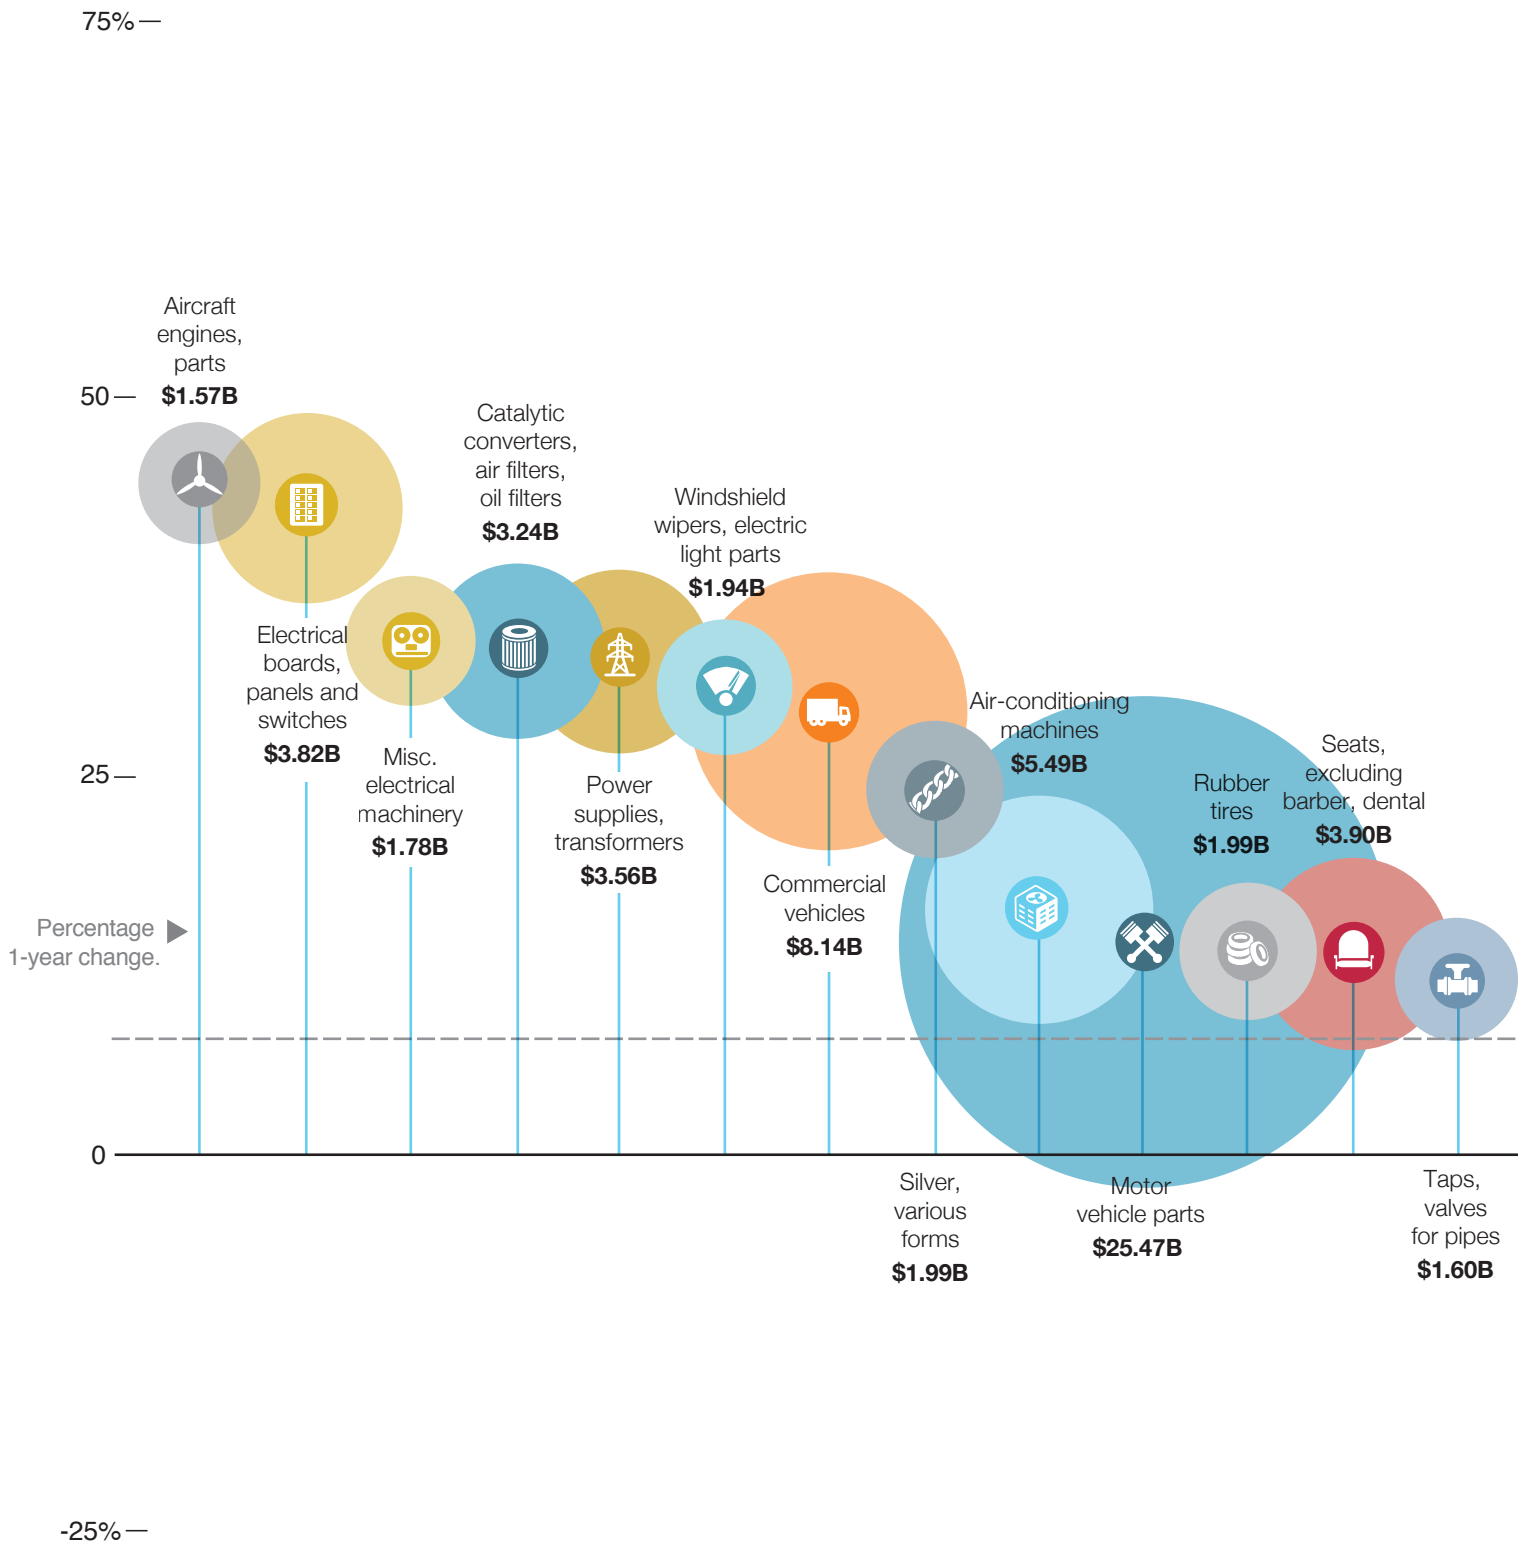 75%
Aircraft
engines,
parts
$1.57B
50
Catalytic
converters,
air filters,
oil filters
$3.24B
Windshield
wipers, electric
light parts
$1.94B
Electrical
boards,
panels and
switches
$3.82B
Air-conditioning
machines
$5.49B
Seats,
excluding
barber, dental
$3.90B
25
Misc.
electrical
machinery
$1.78B
Power
supplies,
transformers
$3.56B
Rubber
tires
$1.99B
Commercial
vehicles
$8.14B
Percentage
1-year change.
0
Silver,
various
forms
$1.99B
Motor
vehicle parts
$25.47B
Taps,
valves
for pipes
$1.60B
-25%